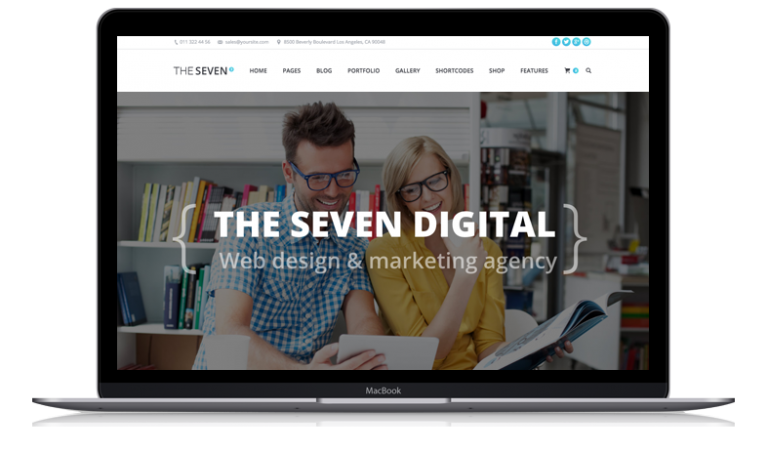 011 322 44 56 sales@yoursite.com 8500 Beverly Boulevard Los Angeles, CA 90048
THE SEVEN HOME PAGES BLOG PORTFOLIO GALLERY SHORTCODES SHOP FEATURES
{ THE SEVEN DIGITAL }
Web design & marketing agency
MacBook